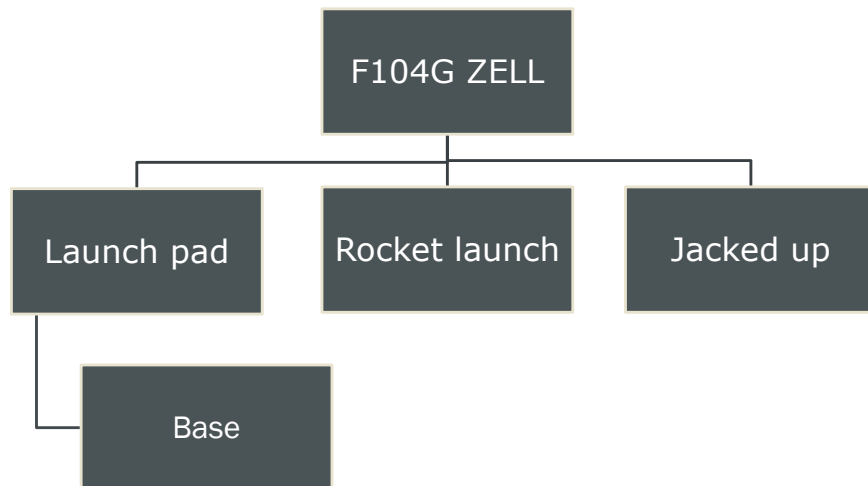 F104G ZELL
Launch pad
Rocket launch
Jacked up
Base